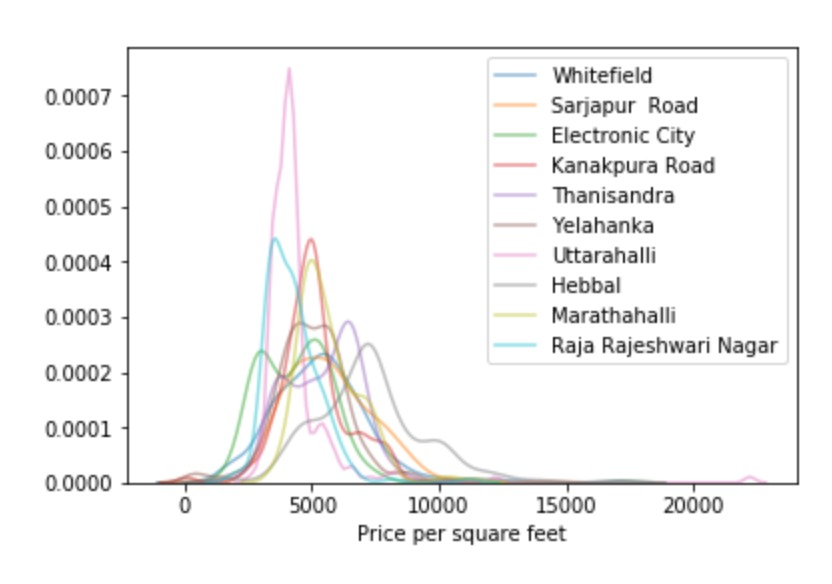 0.0007
0.0006
0.0005
0.0004
0.0003
0.0002
0.0001
0.0000
0 5000 10000 15000 20000
Price per square feet
Whitefield
Sarjapur  Road
Electronic City
Kanakpura Road
Thanisandra
Yelahanka
Uttarahalli
Hebbal
Marathahalli
Raja Rajeshwari Nagar